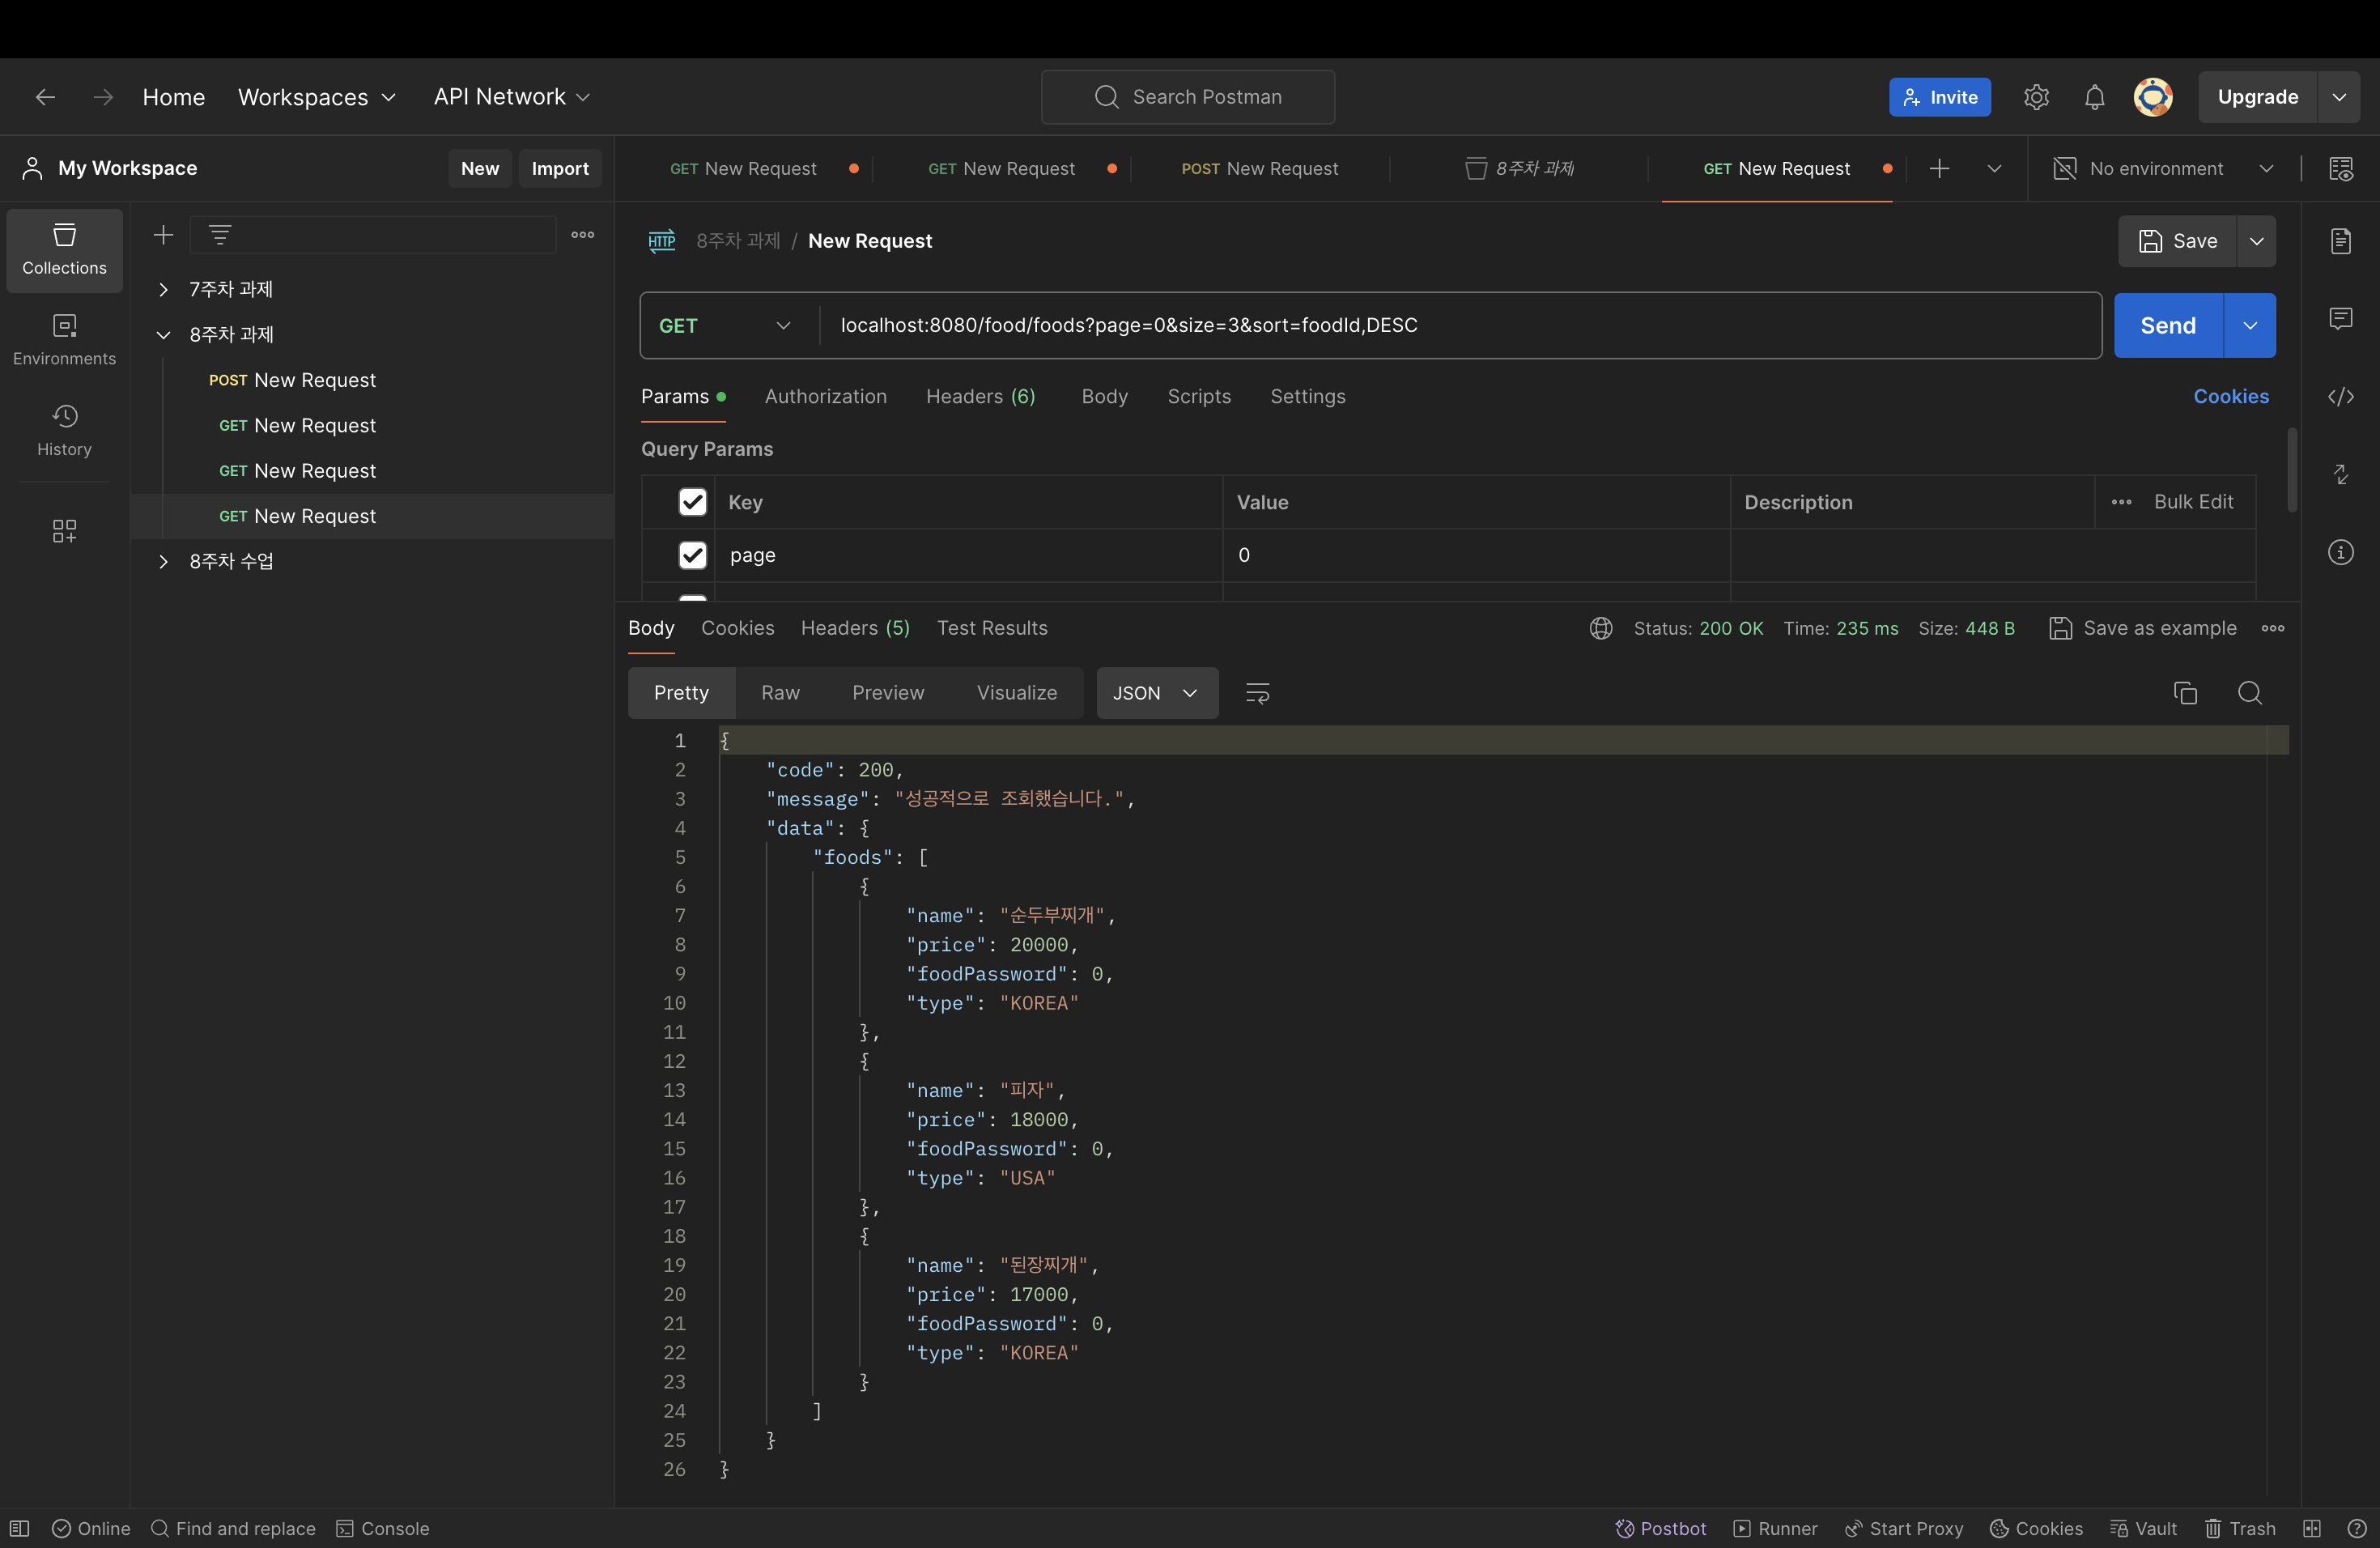 Home Workspaces API Network Search Postman Invite Upgrade
My Workspace New Import
GET New Request GET New Request POST New Request 8주차 과제 GET New Request No environment
Collections
Environments
History
7주차 과제
8주차 과제
POST New Request
GET New Request
GET New Request
GET New Request
8주차 수업
HTTP 8주차 과제 / New Request Save
GET localhost:8080/food/foods?page=0&size=3&sort=foodId,DESC Send
Params Authorization Headers (6) Body Scripts Settings Cookies
Query Params
Key Value Description Bulk Edit
page 0
Body Cookies Headers (5) Test Results Status: 200 OK Time: 235 ms Size: 448 B Save as example
Pretty Raw Preview Visualize JSON
1 {
2 "code": 200,
3 "message": "성공적으로 조회했습니다.",
4 "data": {
5 "foods": [
6 {
7 "name": "순두부찌개",
8 "price": 20000,
9 "foodPassword": 0,
10 "type": "KOREA"
11 },
12 {
13 "name": "피자",
14 "price": 18000,
15 "foodPassword": 0,
16 "type": "USA"
17 },
18 {
19 "name": "된장찌개",
20 "price": 17000,
21 "foodPassword": 0,
22 "type": "KOREA"
23 }
24 ]
25 }
26 }
Online Find and replace Console Postbot Runner Start Proxy Cookies Vault Trash